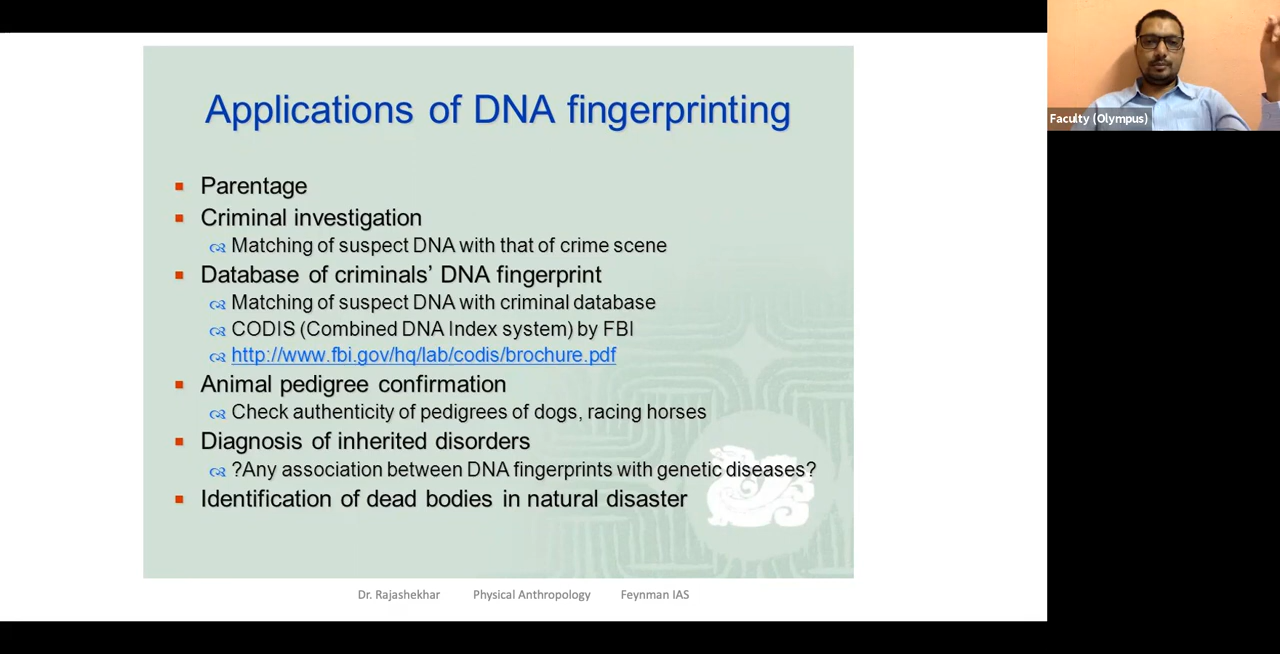 Applications of DNA fingerprinting
Parentage
Criminal investigation
Matching of suspect DNA with that of crime scene
Database of criminals' DNA fingerprint
Matching of suspect DNA with criminal database
CODIS (Combined DNA Index system) by FBI
http://www.fbi.gov/hq/lab/codis/brochure.pdf
Animal pedigree confirmation
Check authenticity of pedigrees of dogs, racing horses
Diagnosis of inherited disorders
?Any association between DNA fingerprints with genetic diseases?
Identification of dead bodies in natural disaster
Dr. Rajashekhar Physical Anthropology Feynman IAS
Faculty (Olympus)